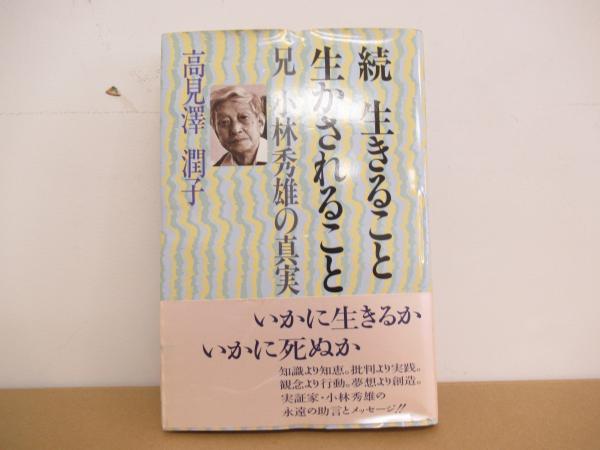 続 生きること
生かされること
兄 小林秀雄の真実
高見澤 潤子
いかに生きるか
いかに死ぬか
知識より知恵。批判より実践。
観念より行動。夢想より創造。
実証家・小林秀雄の
永遠の助言とメッセージ!!